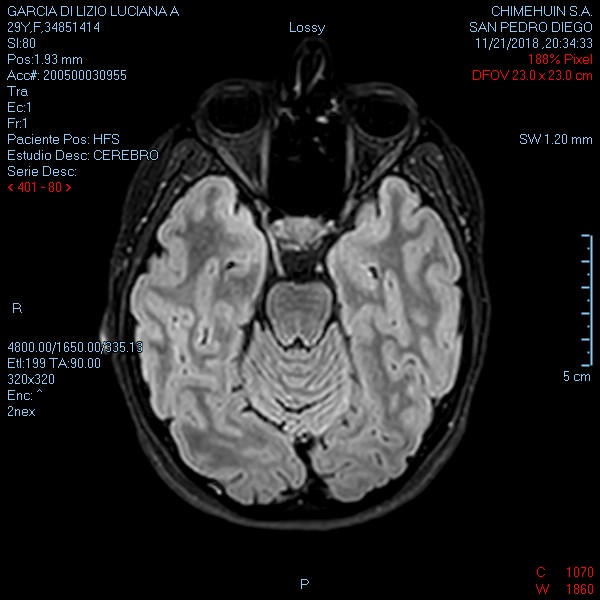 GARCIA DI LIZIO LUCIANA A
29Y,F,34851414
Sl:80
Pos:1.93 mm
Acc#: 200500030955
Tra
Ec:1
Fr:1
Paciente Pos: HFS
Estudio Desc: CEREBRO
Serie Desc:
< 401 - 80 >
Lossy
CHIMEHUIN S.A.
SAN PEDRO DIEGO
11/21/2018 ,20:34:33
188% Pixel
DFOV 23.0 x 23.0 cm
SW 1.20 mm
R
4800.00/1650.00/335.13
Etl:199 TA:90.00
320x320
Enc: ^
2nex
5 cm
P
C 1070
W 1860